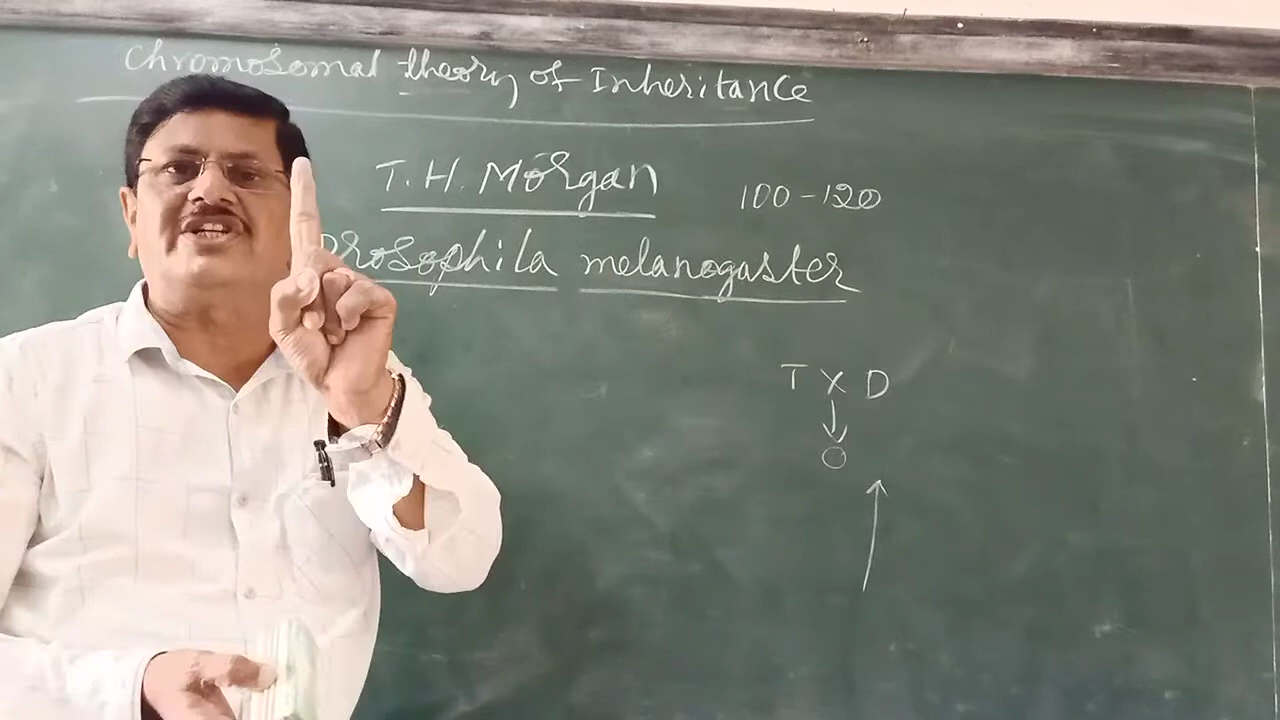 Chromosomal theory of Inheritance
T. H. Morgan
100-120
Drosophila melanogaster
T X D